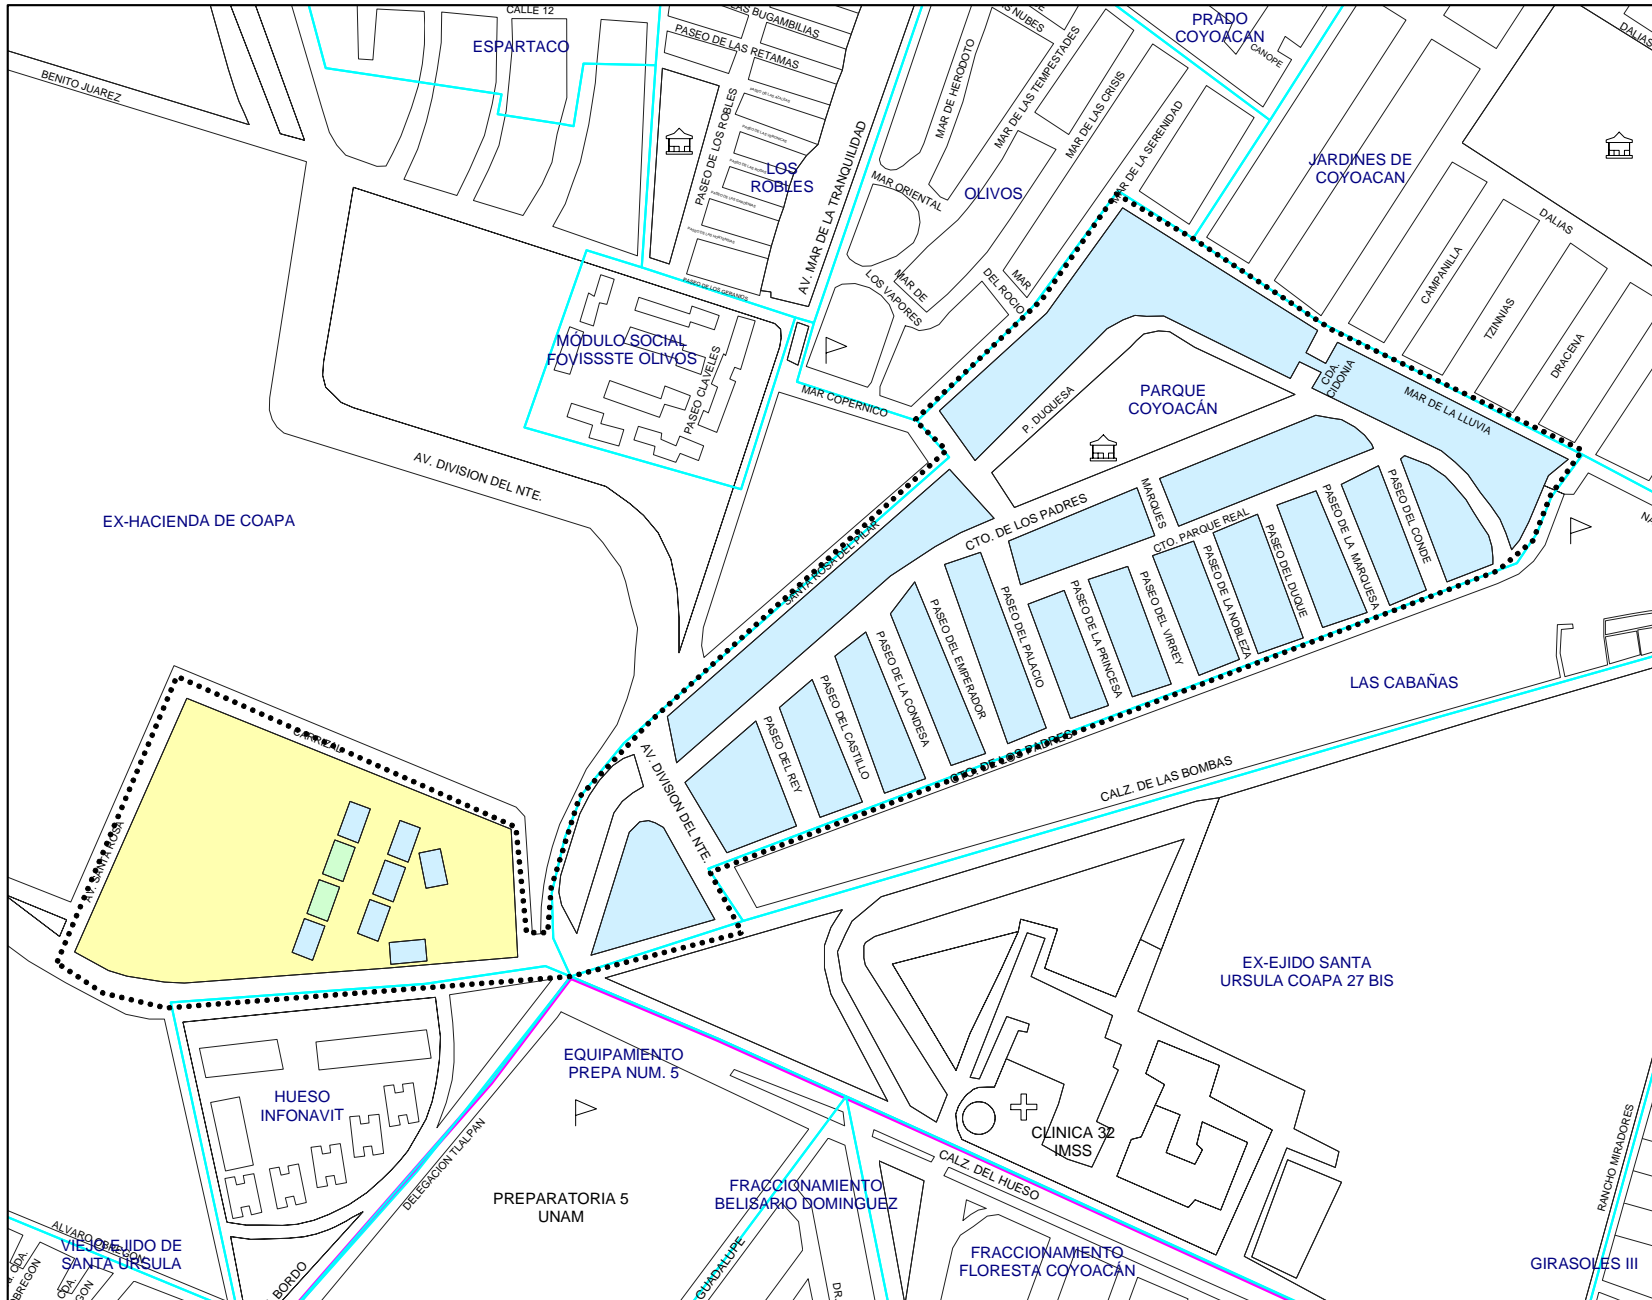 CALLE 12
ESPARTACO
BENITO JUAREZ
LAS BUGAMBILIAS
PASEO DE LAS RETAMAS
PASEO DE LOS ROBLES
LOS
ROBLES
PASEO DE LOS GERANIOS
AV. MAR DE LA TRANQUILIDAD
MAR DE HERODOTO
MAR DE LAS TEMPESTADES
MAR DE LAS CRISIS
MAR DE LA SERENIDAD
MAR ORIENTAL
OLIVOS
PRADO
COYOACAN
CANOPE
JARDINES DE
COYOACAN
DALIAS
DALIAS
CAMPANILLA
TZINNIAS
DRACENA
MAR DE
LOS VAPORES
MAR
DEL ROCIO
MÓDULO SOCIAL
FOVISSSTE OLIVOS
PASEO CLAVELES
MAR COPERNICO
PARQUE
COYOACÁN
P. DUQUESA
CDA.
CIDONIA
MAR DE LA LLUVIA
AV. DIVISION DEL NTE.
EX-HACIENDA DE COAPA
SANTA ROSA DEL PILAR
CTO. DE LOS PADRES
MARQUES
CTO. PARQUE REAL
PASEO DEL CONDE
PASEO DE LA MARQUESA
PASEO DEL DUQUE
PASEO DE LA NOBLEZA
PASEO DEL VIRREY
PASEO DE LA PRINCESA
PASEO DEL PALACIO
PASEO DEL EMPERADOR
PASEO DE LA CONDESA
PASEO DEL CASTILLO
PASEO DEL REY
AV. DIVISION DEL NTE.
CTO. DE LOS PADRES
LAS CABAÑAS
CALZ. DE LAS BOMBAS
CARRIZAL
AV. SANTA ROSA
EX-EJIDO SANTA
URSULA COAPA 27 BIS
EQUIPAMIENTO
PREPA NUM. 5
HUESO
INFONAVIT
DELEGACION TLALPAN
CLINICA 32
IMSS
CALZ. DEL HUESO
PREPARATORIA 5
UNAM
FRACCIONAMIENTO
BELISARIO DOMINGUEZ
FRACCIONAMIENTO
FLORESTA COYOACÁN
RANCHO MIRADORES
GIRASOLES III
ALVARO OBREGON
VIEJO EJIDO DE
SANTA URSULA
CDA.
CDA.
BORDO
GUADALUPE
DR.